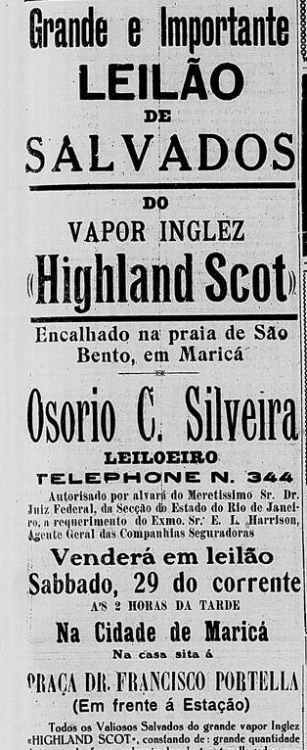 Grande e Importante
LEILÃO
DE
SALVADOS
DO
VAPOR INGLEZ
«Highland Scot»
Encalhado na praia de São
Bento, em Maricá
Osorio C. Silveira
LEILOEIRO
TELEPHONE N. 344
Autorisado por alvará do Meretissimo Sr. Dr.
Juiz Federal, da Secção do Estado do Rio de Janei-
ro, a requerimento do Exmo. Sr. E. L. Harrison,
Agente Geral das Companhias Seguradoras
Venderá em leilão
Sabbado, 29 do corrente
A'S 2 HORAS DA TARDE
Na Cidade de Maricá
Na casa sita á
PRAÇA DR. FRANCISCO PORTELLA
(Em frente á Estação)
Todos os Valiosos Salvados do grande vapor Inglez
«HIGHLAND SCOT», constando de: grande quantidade